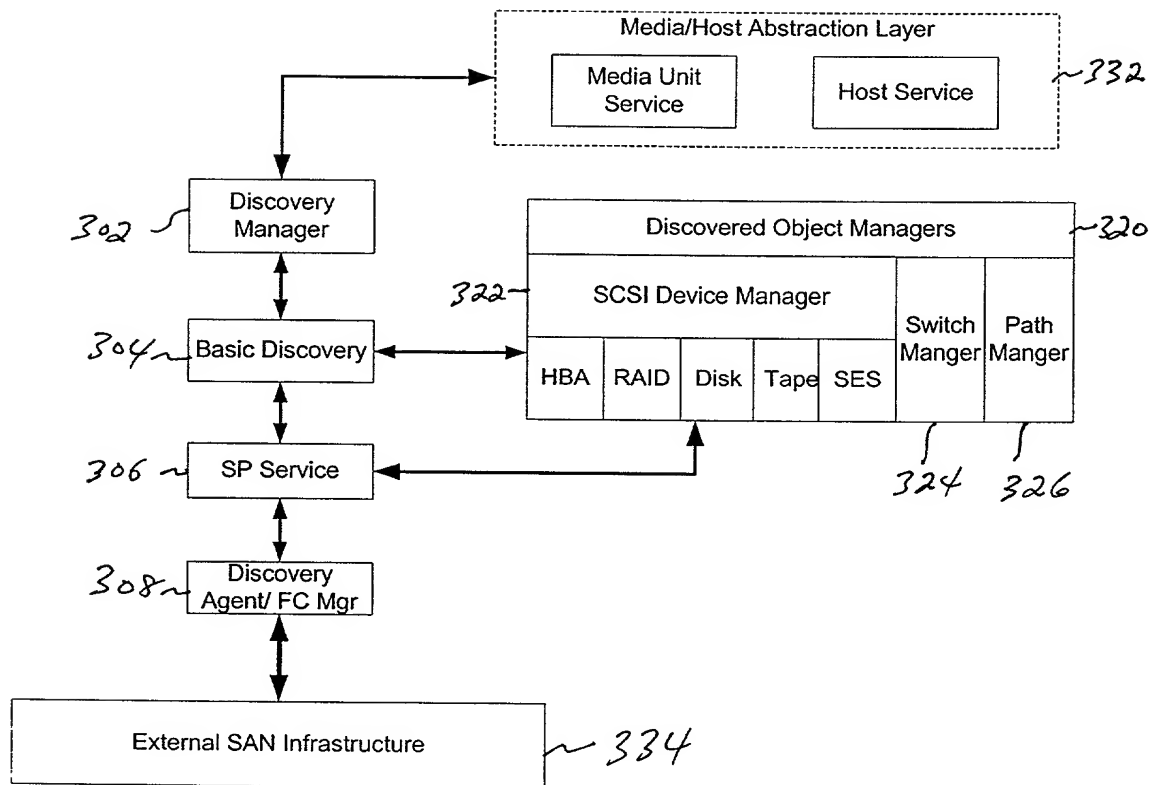 Media/Host Abstraction Layer
Media Unit
Service
Host Service
332
Discovery
Manager
302
Discovered Object Managers
320
322
SCSI Device Manager
Switch
Manger
Path
Manger
304
Basic Discovery
HBA
RAID
Disk
Tape
SES
306
SP Service
324
326
308
Discovery
Agent/ FC Mgr
External SAN Infrastructure
334